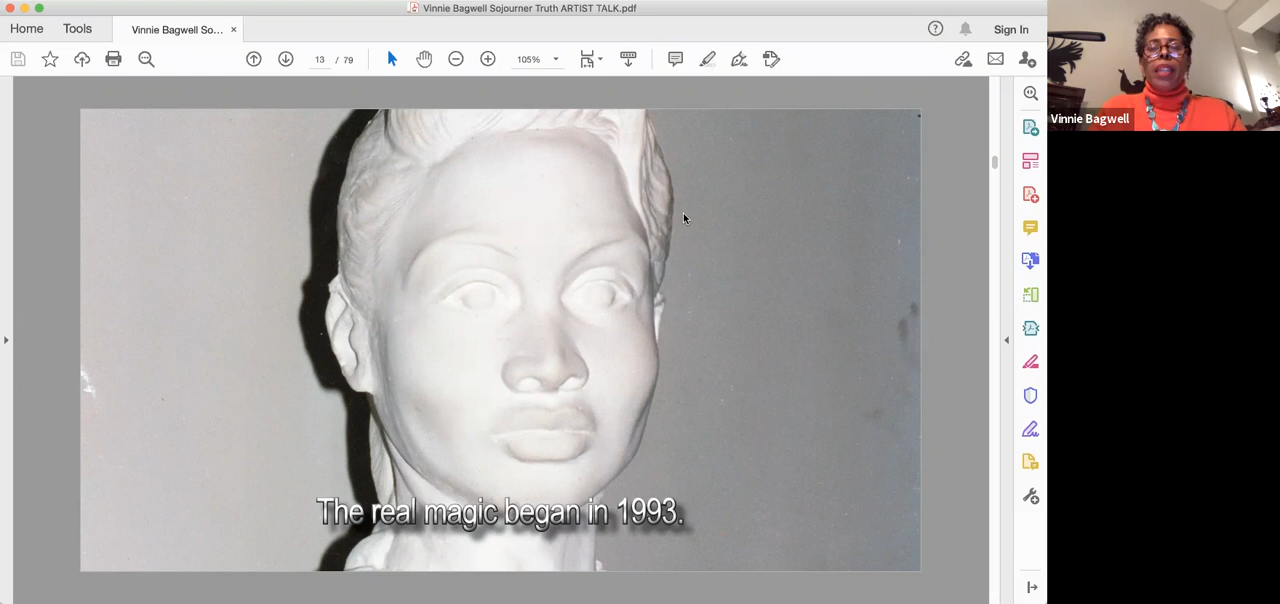 Vinnie Bagwell Sojourner Truth ARTIST TALK.pdf
Home
Tools
Vinnie Bagwell So...
×
Sign In
13 / 79
105%
Vinnie Bagwell
The real magic began in 1993.